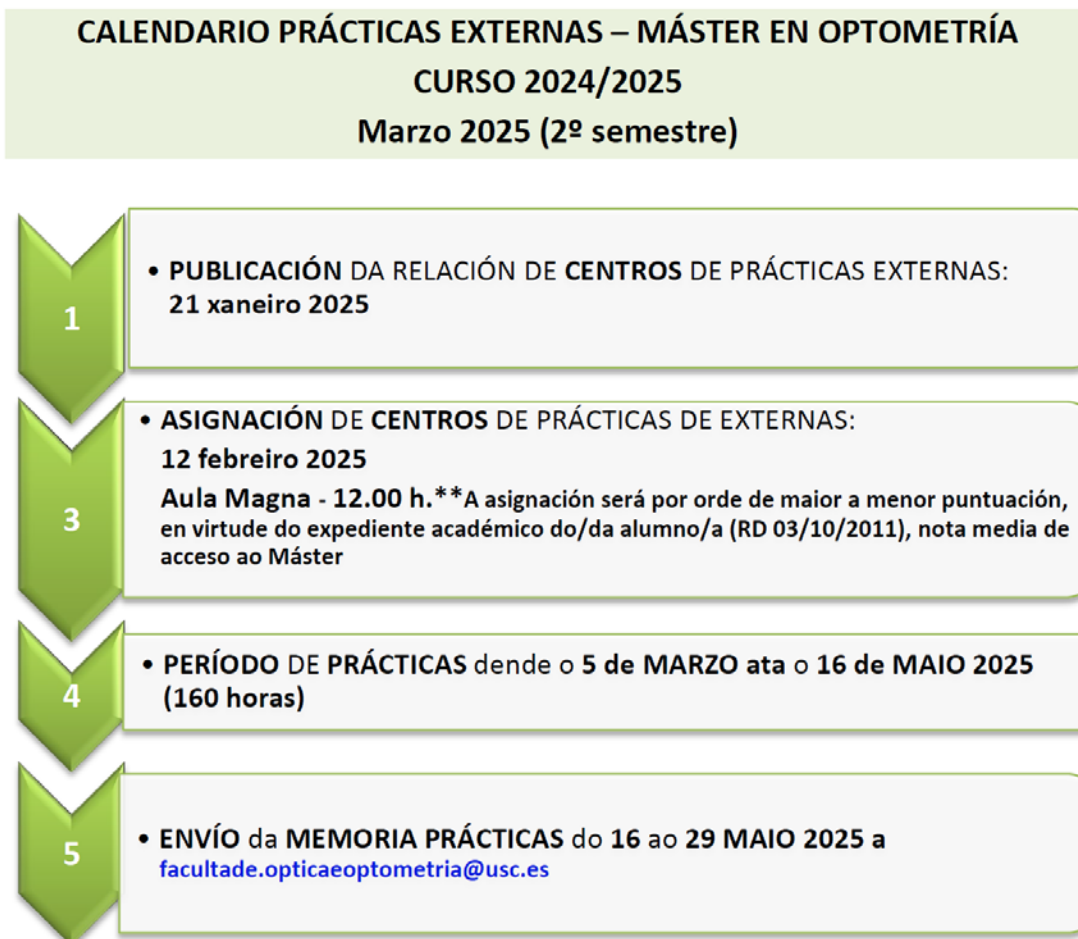 CALENDARIO PRÁCTICAS EXTERNAS – MÁSTER EN OPTOMETRÍA
CURSO 2024/2025
Marzo 2025 (2º semestre)
1
• PUBLICACIÓN DA RELACIÓN DE CENTROS DE PRÁCTICAS EXTERNAS:
21 xaneiro 2025
3
• ASIGNACIÓN DE CENTROS DE PRÁCTICAS DE EXTERNAS:
12 febreiro 2025
Aula Magna - 12.00 h.**A asignación será por orde de maior a menor puntuación,
en virtude do expediente académico do/da alumno/a (RD 03/10/2011), nota media de
acceso ao Máster
4
• PERÍODO DE PRÁCTICAS dende o 5 de MARZO ata o 16 de MAIO 2025
(160 horas)
5
• ENVÍO da MEMORIA PRÁCTICAS do 16 ao 29 MAIO 2025 a
facultade.opticaeoptometria@usc.es